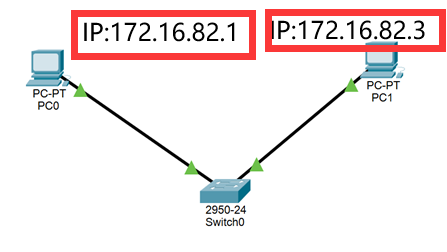 IP:172.16.82.1
IP:172.16.82.3
PC-PT
PC0
PC-PT
PC1
2950-24
Switch0